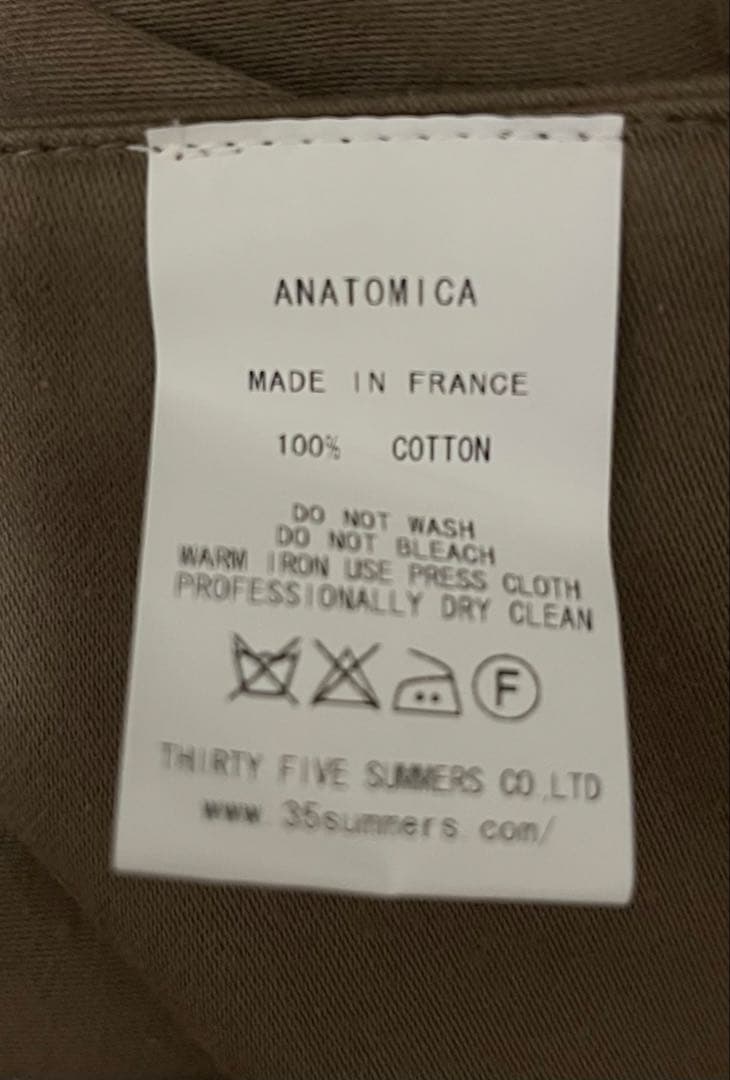 ANATOMICA
MADE IN FRANCE
100% COTTON
DO NOT WASH
DO NOT BLEACH
WARM IRON USE PRESS CLOTH
PROFESSIONALLY DRY CLEAN
F
THIRTY FIVE SUMMERS CO.,LTD
www.35summers.com/